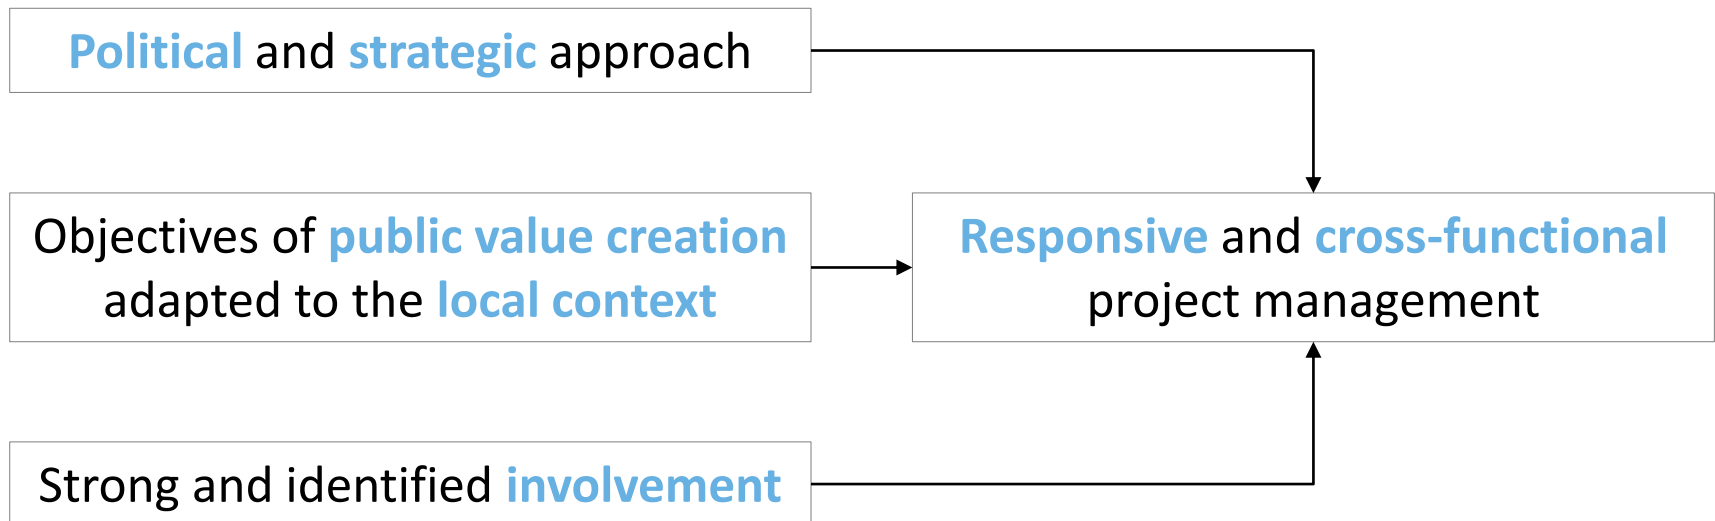 Political and strategic approach
Objectives of public value creation
adapted to the local context
Responsive and cross-functional
project management
Strong and identified involvement